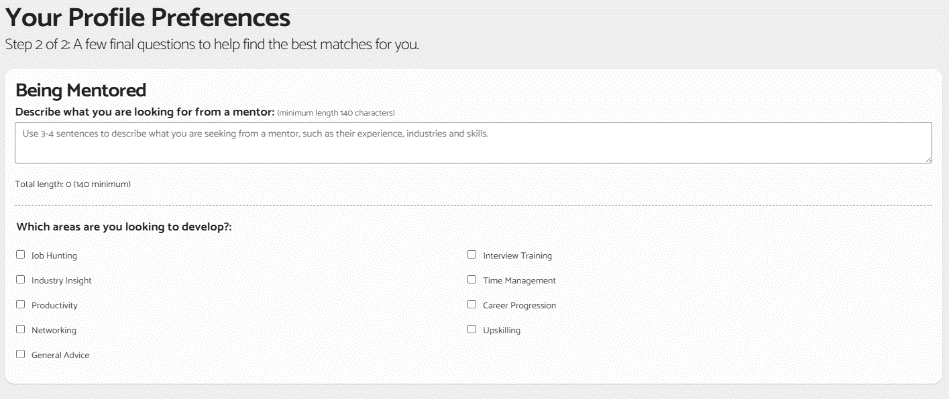 Your Profile Preferences
Step 2 of 2: A few final questions to help find the best matches for you.
Being Mentored
Describe what you are looking for from a mentor: (minimum length 140 characters)
Use 3-4 sentences to describe what you are seeking from a mentor, such as their experience, industries and skills.
Total length: 0 (140 minimum)
Which areas are you looking to develop?:
Job Hunting
Interview Training
Industry Insight
Time Management
Productivity
Career Progression
Networking
Upskilling
General Advice